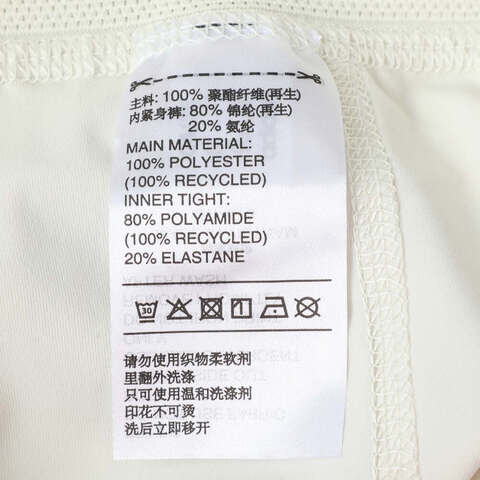 主料: 100% 聚酯纤维(再生)
内紧身裤: 80% 锦纶(再生)
20% 氨纶
MAIN MATERIAL:
100% POLYESTER
(100% RECYCLED)
INNER TIGHT:
80% POLYAMIDE
(100% RECYCLED)
20% ELASTANE
30
请勿使用织物柔软剂
里翻外洗涤
只可使用温和洗涤剂
印花不可烫
洗后立即移开